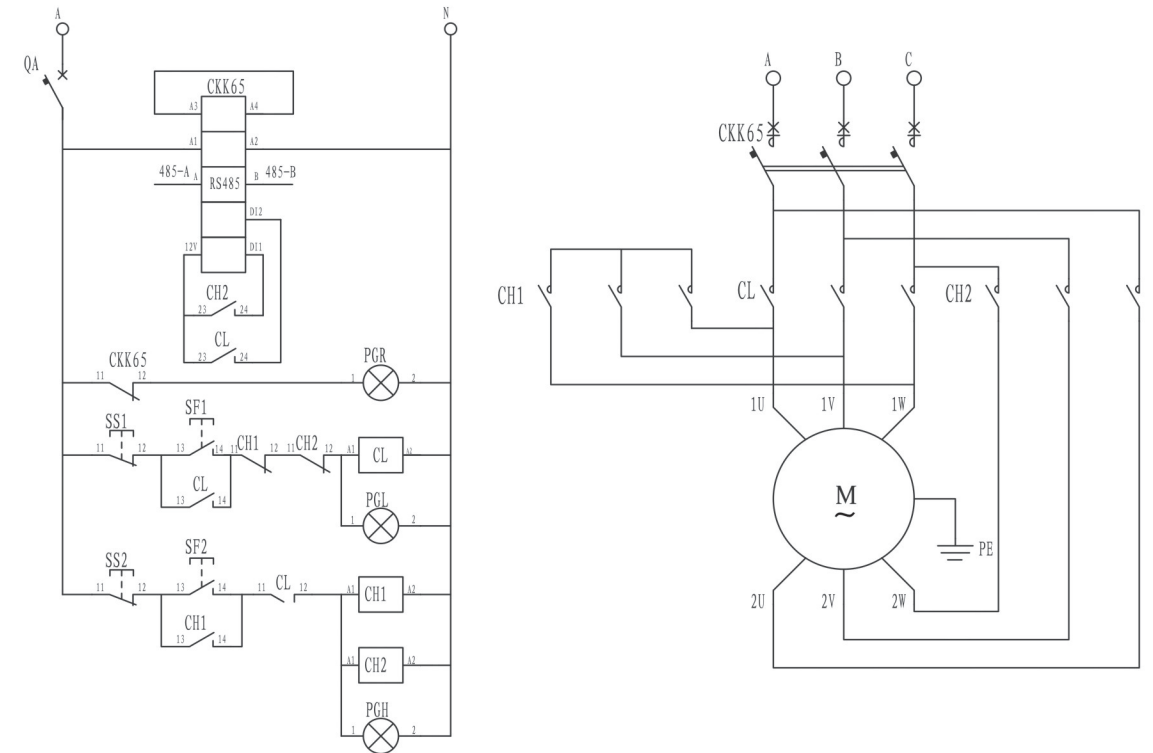 A
N
QA
CKK65
A3
A4
A1
A2
485-A
A
RS485
B
485-B
DI2
12V
DI1
CH2
23
24
CL
23
24
CKK65
11
12
PGR
1
2
SS1
11
12
SF1
13
14
11
CH1
12
11
CH2
12
A1
CL
A2
CL
13
14
PGL
1
2
SS2
11
12
SF2
13
14
11
CL
12
A1
CH1
A2
CH1
13
14
A1
CH2
A2
PGH
1
2
A
B
C
CKK65
CH1
CL
CH2
1U
1V
1W
M
~
PE
2U
2V
2W